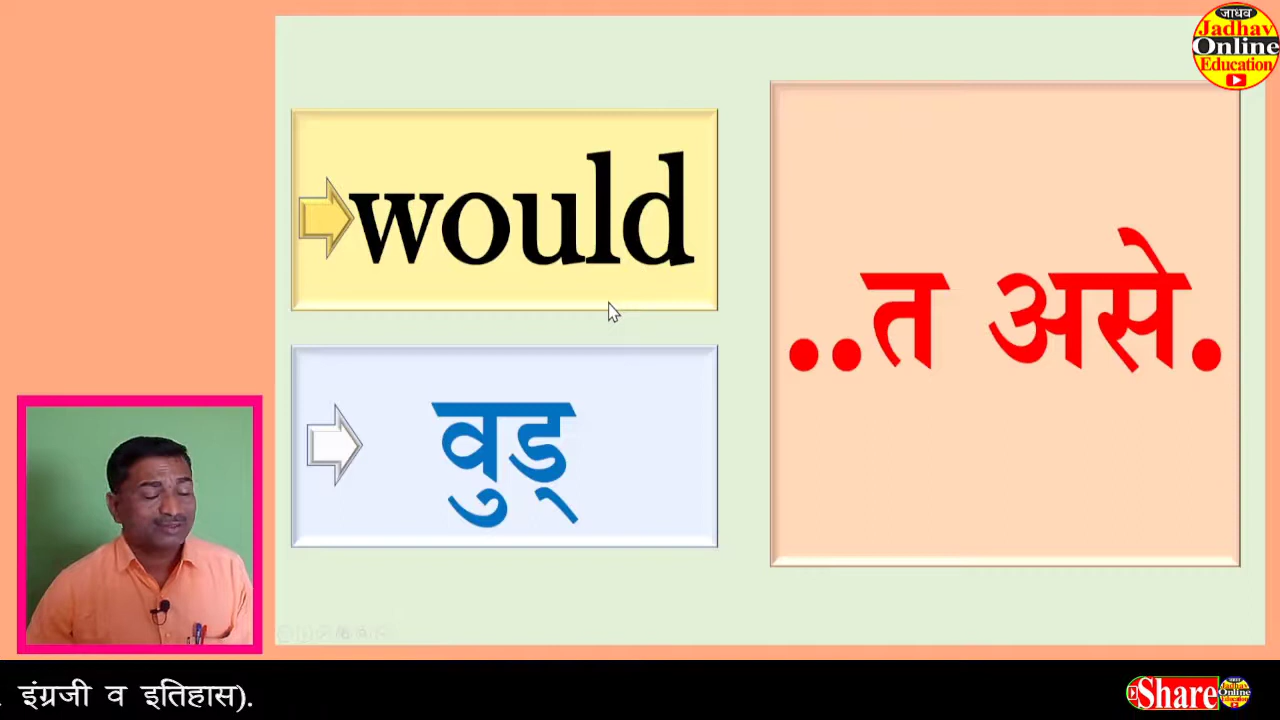 जाधव
Jadhav
Online
Education
would
..त असे.
वुड्
इंग्रजी व इतिहास).
Share